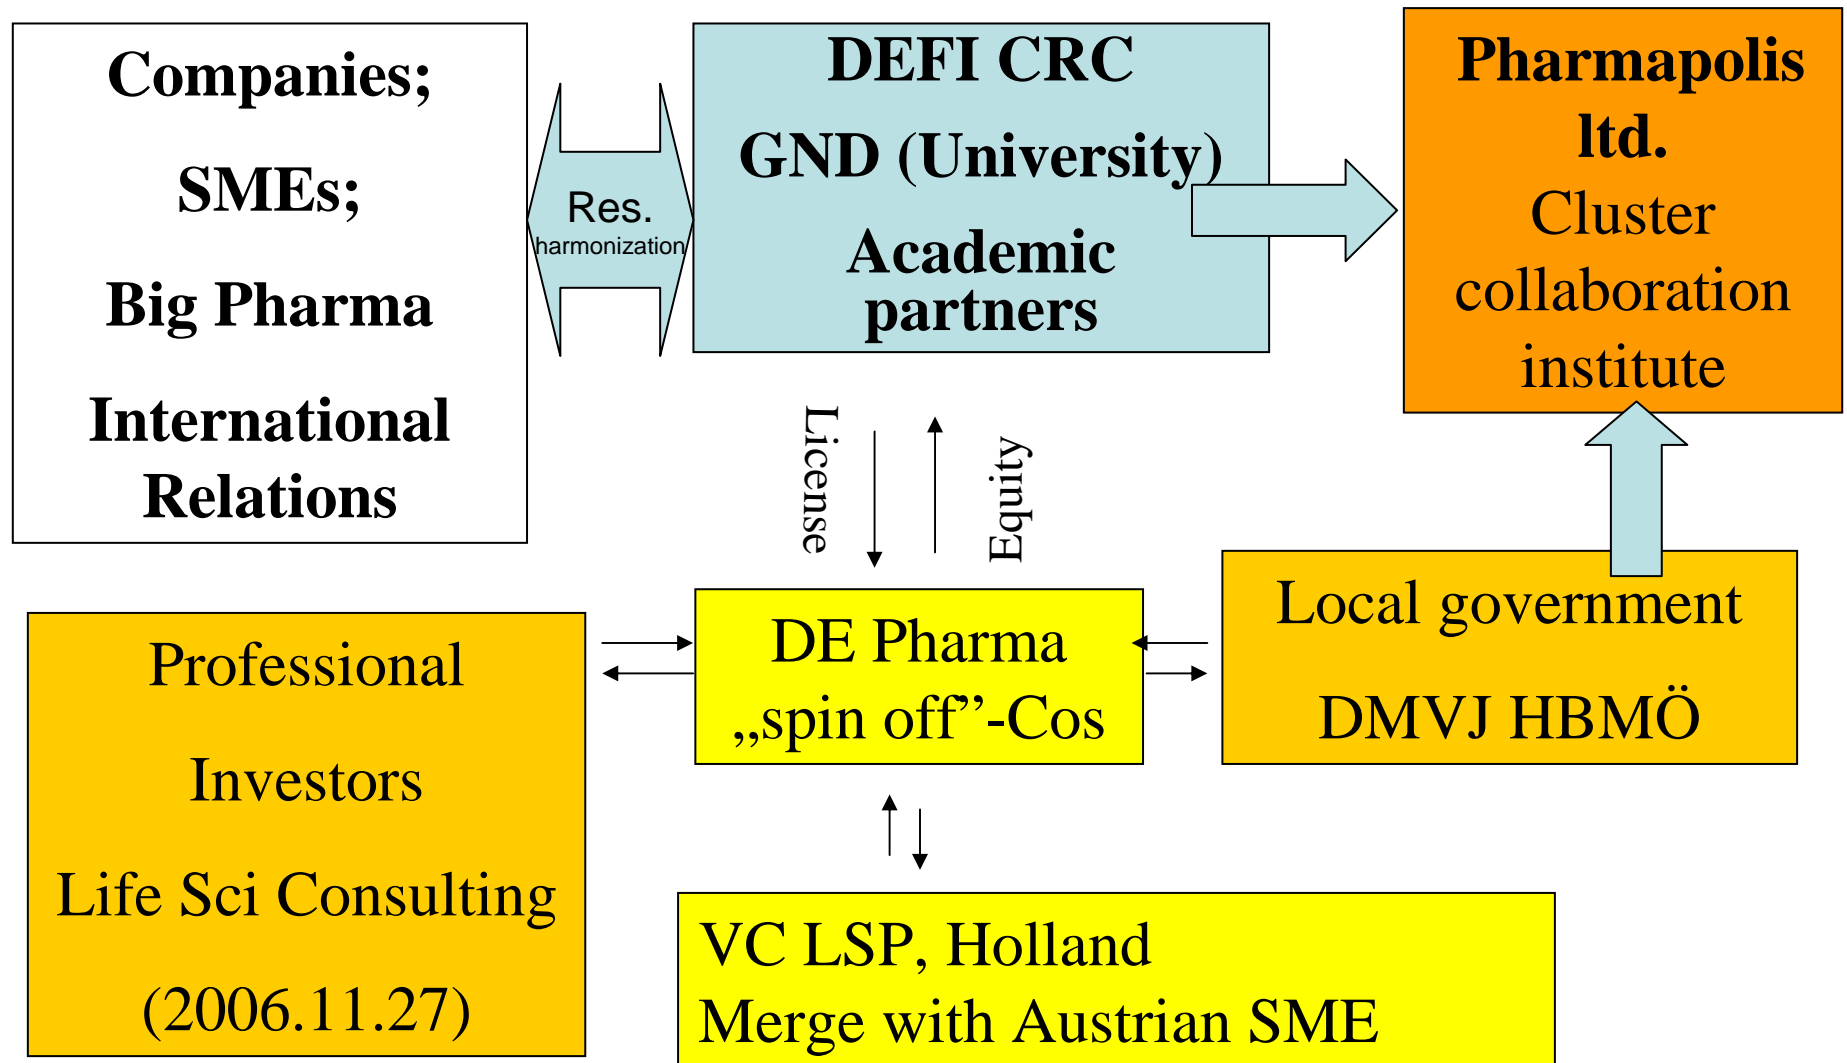 Companies;
SMEs;
Big Pharma
International
Relations
Res.
harmonization
DEFI CRC
GND (University)
Academic
partners
Pharmapolis
ltd.
Cluster
collaboration
institute
License
Equity
Professional
Investors
Life Sci Consulting
(2006.11.27)
DE Pharma
„spin off”-Cos
Local government
DMVJ HBMÖ
VC LSP, Holland
Merge with Austrian SME